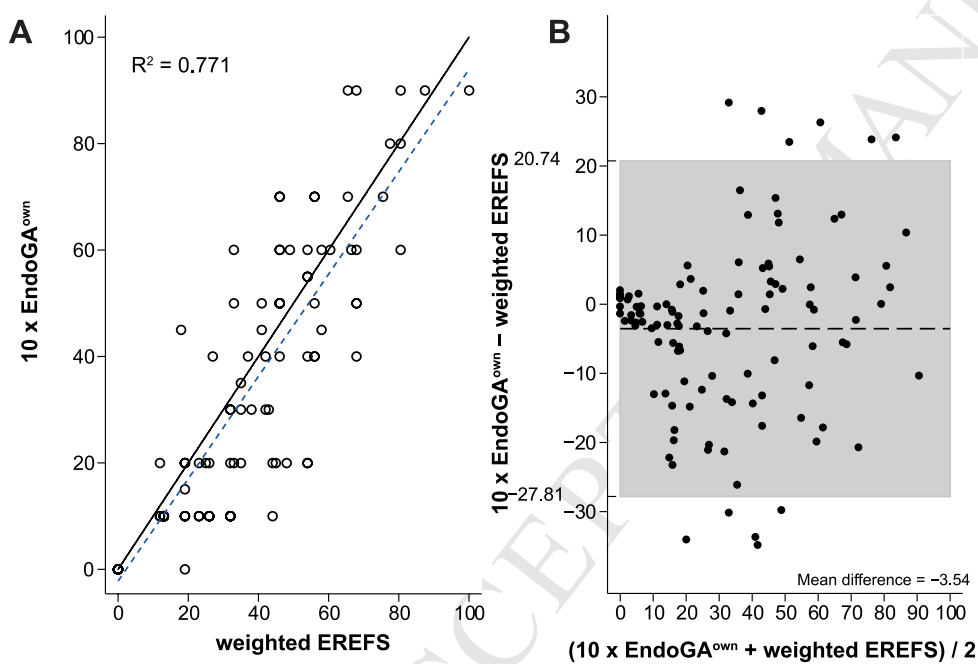 A
R² = 0.771
10 x EndoGAᵒʷⁿ
100
80
60
40
20
0
0 20 40 60 80 100
weighted EREFS
B
10 x EndoGAᵒʷⁿ – weighted EREFS
30
20.74
20
10
0
−10
−20
−27.81
−30
Mean difference = −3.54
0 10 20 30 40 50 60 70 80 90 100
(10 x EndoGAᵒʷⁿ + weighted EREFS) / 2